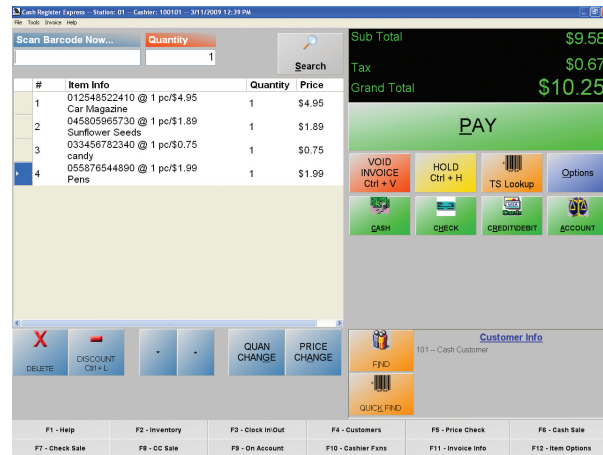 Cash Register Express -- Station: 01 -- Cashier: 100101 -- 3/11/2009 12:39 PM
File Tools Invoice Help
Scan Barcode Now... Quantity
1
Search
# Item Info Quantity Price
1 012548522410 @ 1 pc/$4.95 1 $4.95
Car Magazine
2 045805965730 @ 1 pc/$1.89 1 $1.89
Sunflower Seeds
3 033456782340 @ 1 pc/$0.75 1 $0.75
candy
4 055876544890 @ 1 pc/$1.99 1 $1.99
Pens
Sub Total $9.58
Tax $0.67
Grand Total $10.25
PAY
VOID INVOICE Ctrl + V
HOLD Ctrl + H
TS Lookup
Options
CASH
CHECK
CREDIT\DEBIT
ACCOUNT
DELETE
DISCOUNT Ctrl + L
QUAN CHANGE
PRICE CHANGE
FIND
QUICK FIND
Customer Info
101 -- Cash Customer
F1 - Help F2 - Inventory F3 - Clock In\Out F4 - Customers F5 - Price Check F6 - Cash Sale
F7 - Check Sale F8 - CC Sale F9 - On Account F10 - Cashier Fxns F11 - Invoice Info F12 - Item Options